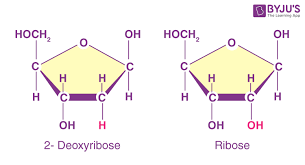 BYJU'S
The Learning App
HOCH₂ O OH
C H H C
H C C H
OH H
2- Deoxyribose
HOCH₂ O OH
C H H C
H C C H
OH OH
Ribose